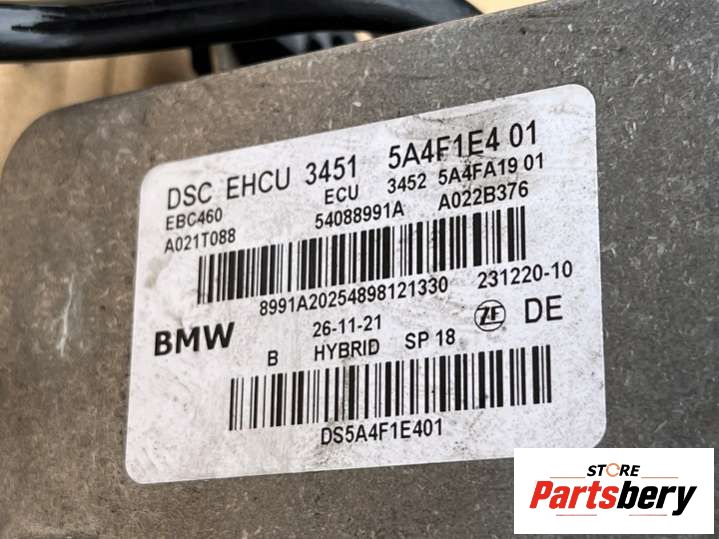 DSC EHCU 3451 5A4F1E4 01
EBC460 ECU 3452 5A4FA19 01
A021T088 54088991A A022B376
8991A20254898121330 231220-10
BMW 26-11-21 ZF DE
B HYBRID SP 18
DS5A4F1E401
STORE
Partsbery